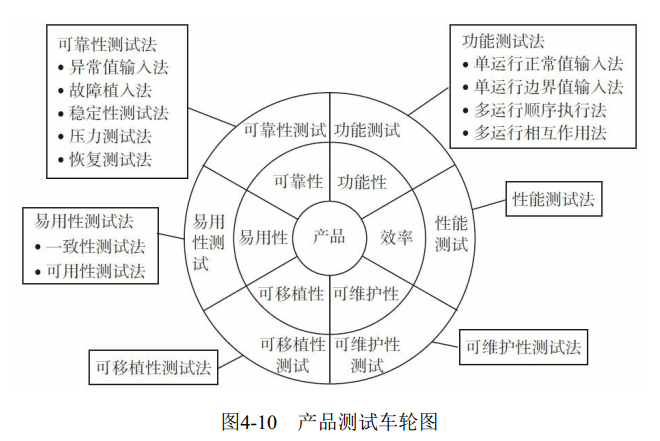 可靠性测试法
• 异常值输入法
• 故障植入法
• 稳定性测试法
• 压力测试法
• 恢复测试法
功能测试法
• 单运行正常值输入法
• 单运行边界值输入法
• 多运行顺序执行法
• 多运行相互作用法
可靠性测试
功能测试
可靠性
功能性
性能测试法
易用性测试法
• 一致性测试法
• 可用性测试法
易用
性测
试
易用性
产品
效率
性能
测试
可移植性
可维护性
可移植性
测试
可维护性
测试
可移植性测试法
可维护性测试法
图4-10 产品测试车轮图